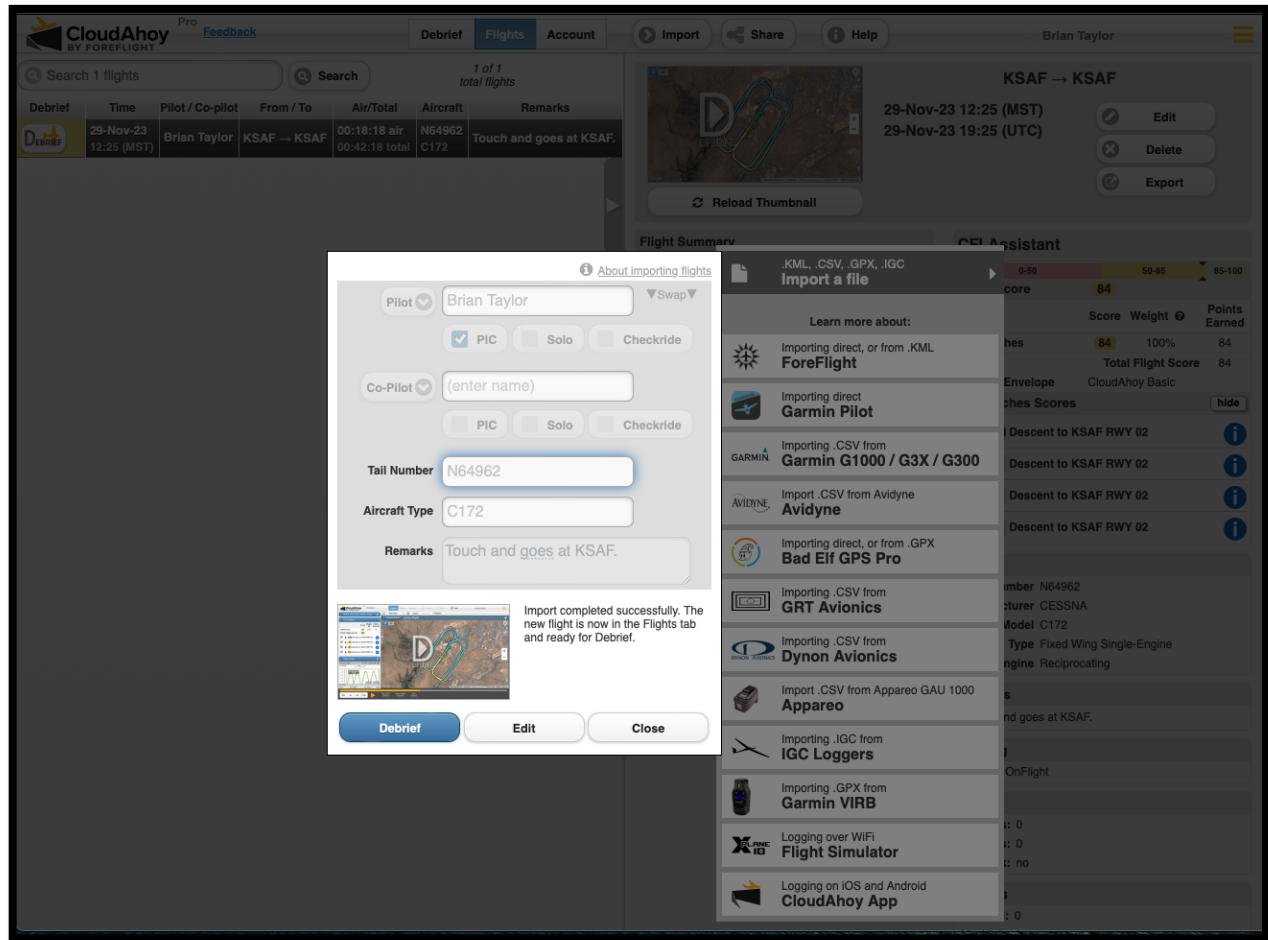 CloudAhoy Pro
BY FOREFLIGHT
Feedback
Debrief
Flights
Account
Import
Share
Help
Brian Taylor
Search 1 flights
Search
1 of 1
total flights
Debrief Time Pilot / Co-pilot From / To Air/Total Aircraft Remarks
DEBRIEF
29-Nov-23
12:25 (MST)
Brian Taylor
KSAF → KSAF
00:18:18 air
00:42:18 total
N64962
C172
Touch and goes at KSAF.
KSAF → KSAF
29-Nov-23 12:25 (MST)
29-Nov-23 19:25 (UTC)
Edit
Delete
Export
Reload Thumbnail
Flight Summary
CFI Assistant
0-50 50-85 85-100
core 84
Score Weight Points
Earned
hes 84 100% 84
Total Flight Score 84
Envelope CloudAhoy Basic
ches Scores hide
Descent to KSAF RWY 02
Descent to KSAF RWY 02
Descent to KSAF RWY 02
Descent to KSAF RWY 02
mber N64962
cturer CESSNA
Model C172
Type Fixed Wing Single-Engine
ngine Reciprocating
s
nd goes at KSAF.
OnFlight
s: 0
s: 0
: no
: 0
About importing flights
Pilot
Brian Taylor
▼Swap▼
PIC
Solo
Checkride
Co-Pilot
(enter name)
PIC
Solo
Checkride
Tail Number
N64962
Aircraft Type
C172
Remarks
Touch and goes at KSAF.
Import completed successfully. The
new flight is now in the Flights tab
and ready for Debrief.
Debrief
Edit
Close
.KML, .CSV, .GPX, .IGC
Import a file
Learn more about:
Importing direct, or from .KML
ForeFlight
Importing direct
Garmin Pilot
GARMIN
Importing .CSV from
Garmin G1000 / G3X / G300
AVIDYNE
Import .CSV from Avidyne
Avidyne
Importing direct, or from .GPX
Bad Elf GPS Pro
Importing .CSV from
GRT Avionics
DYNON AVIONICS
Importing .CSV from
Dynon Avionics
Import .CSV from Appareo GAU 1000
Appareo
Importing .IGC from
IGC Loggers
Importing .GPX from
Garmin VIRB
X-PLANE
10
Logging over WiFi
Flight Simulator
Logging on iOS and Android
CloudAhoy App